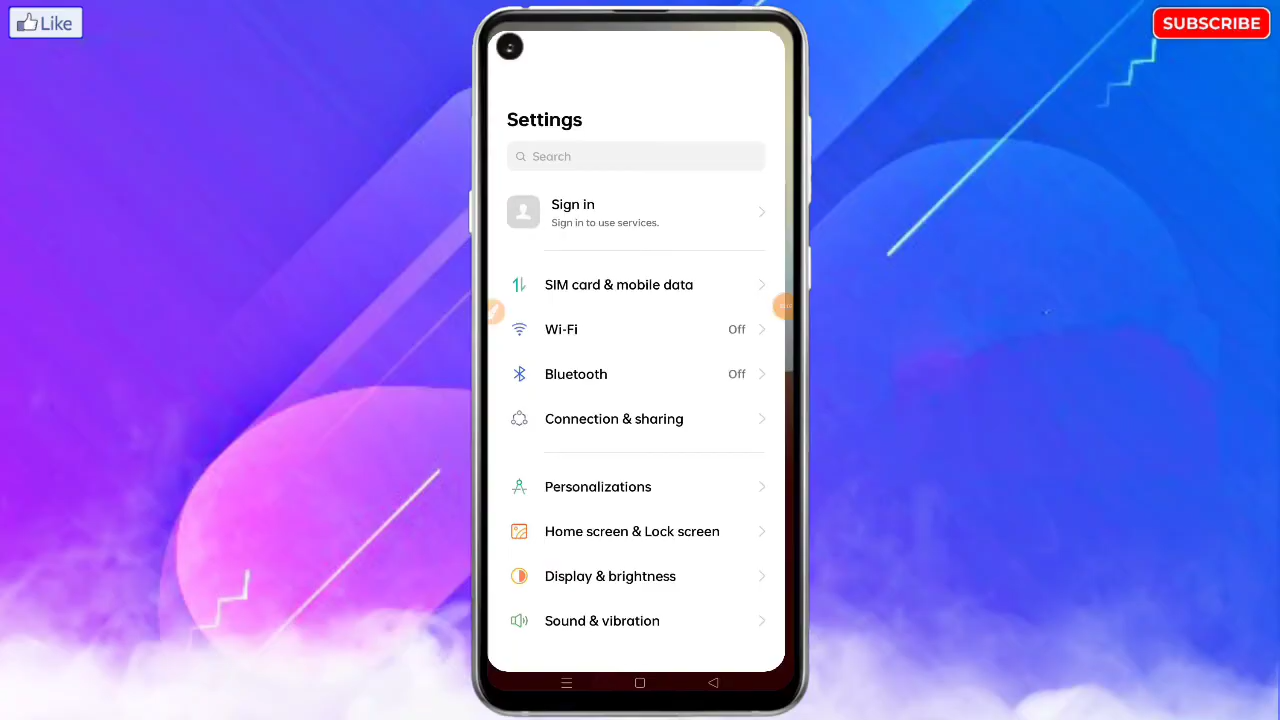 Like
SUBSCRIBE
Settings
Search
Sign in
Sign in to use services.
SIM card & mobile data
Wi-Fi Off
Bluetooth Off
Connection & sharing
Personalizations
Home screen & Lock screen
Display & brightness
Sound & vibration